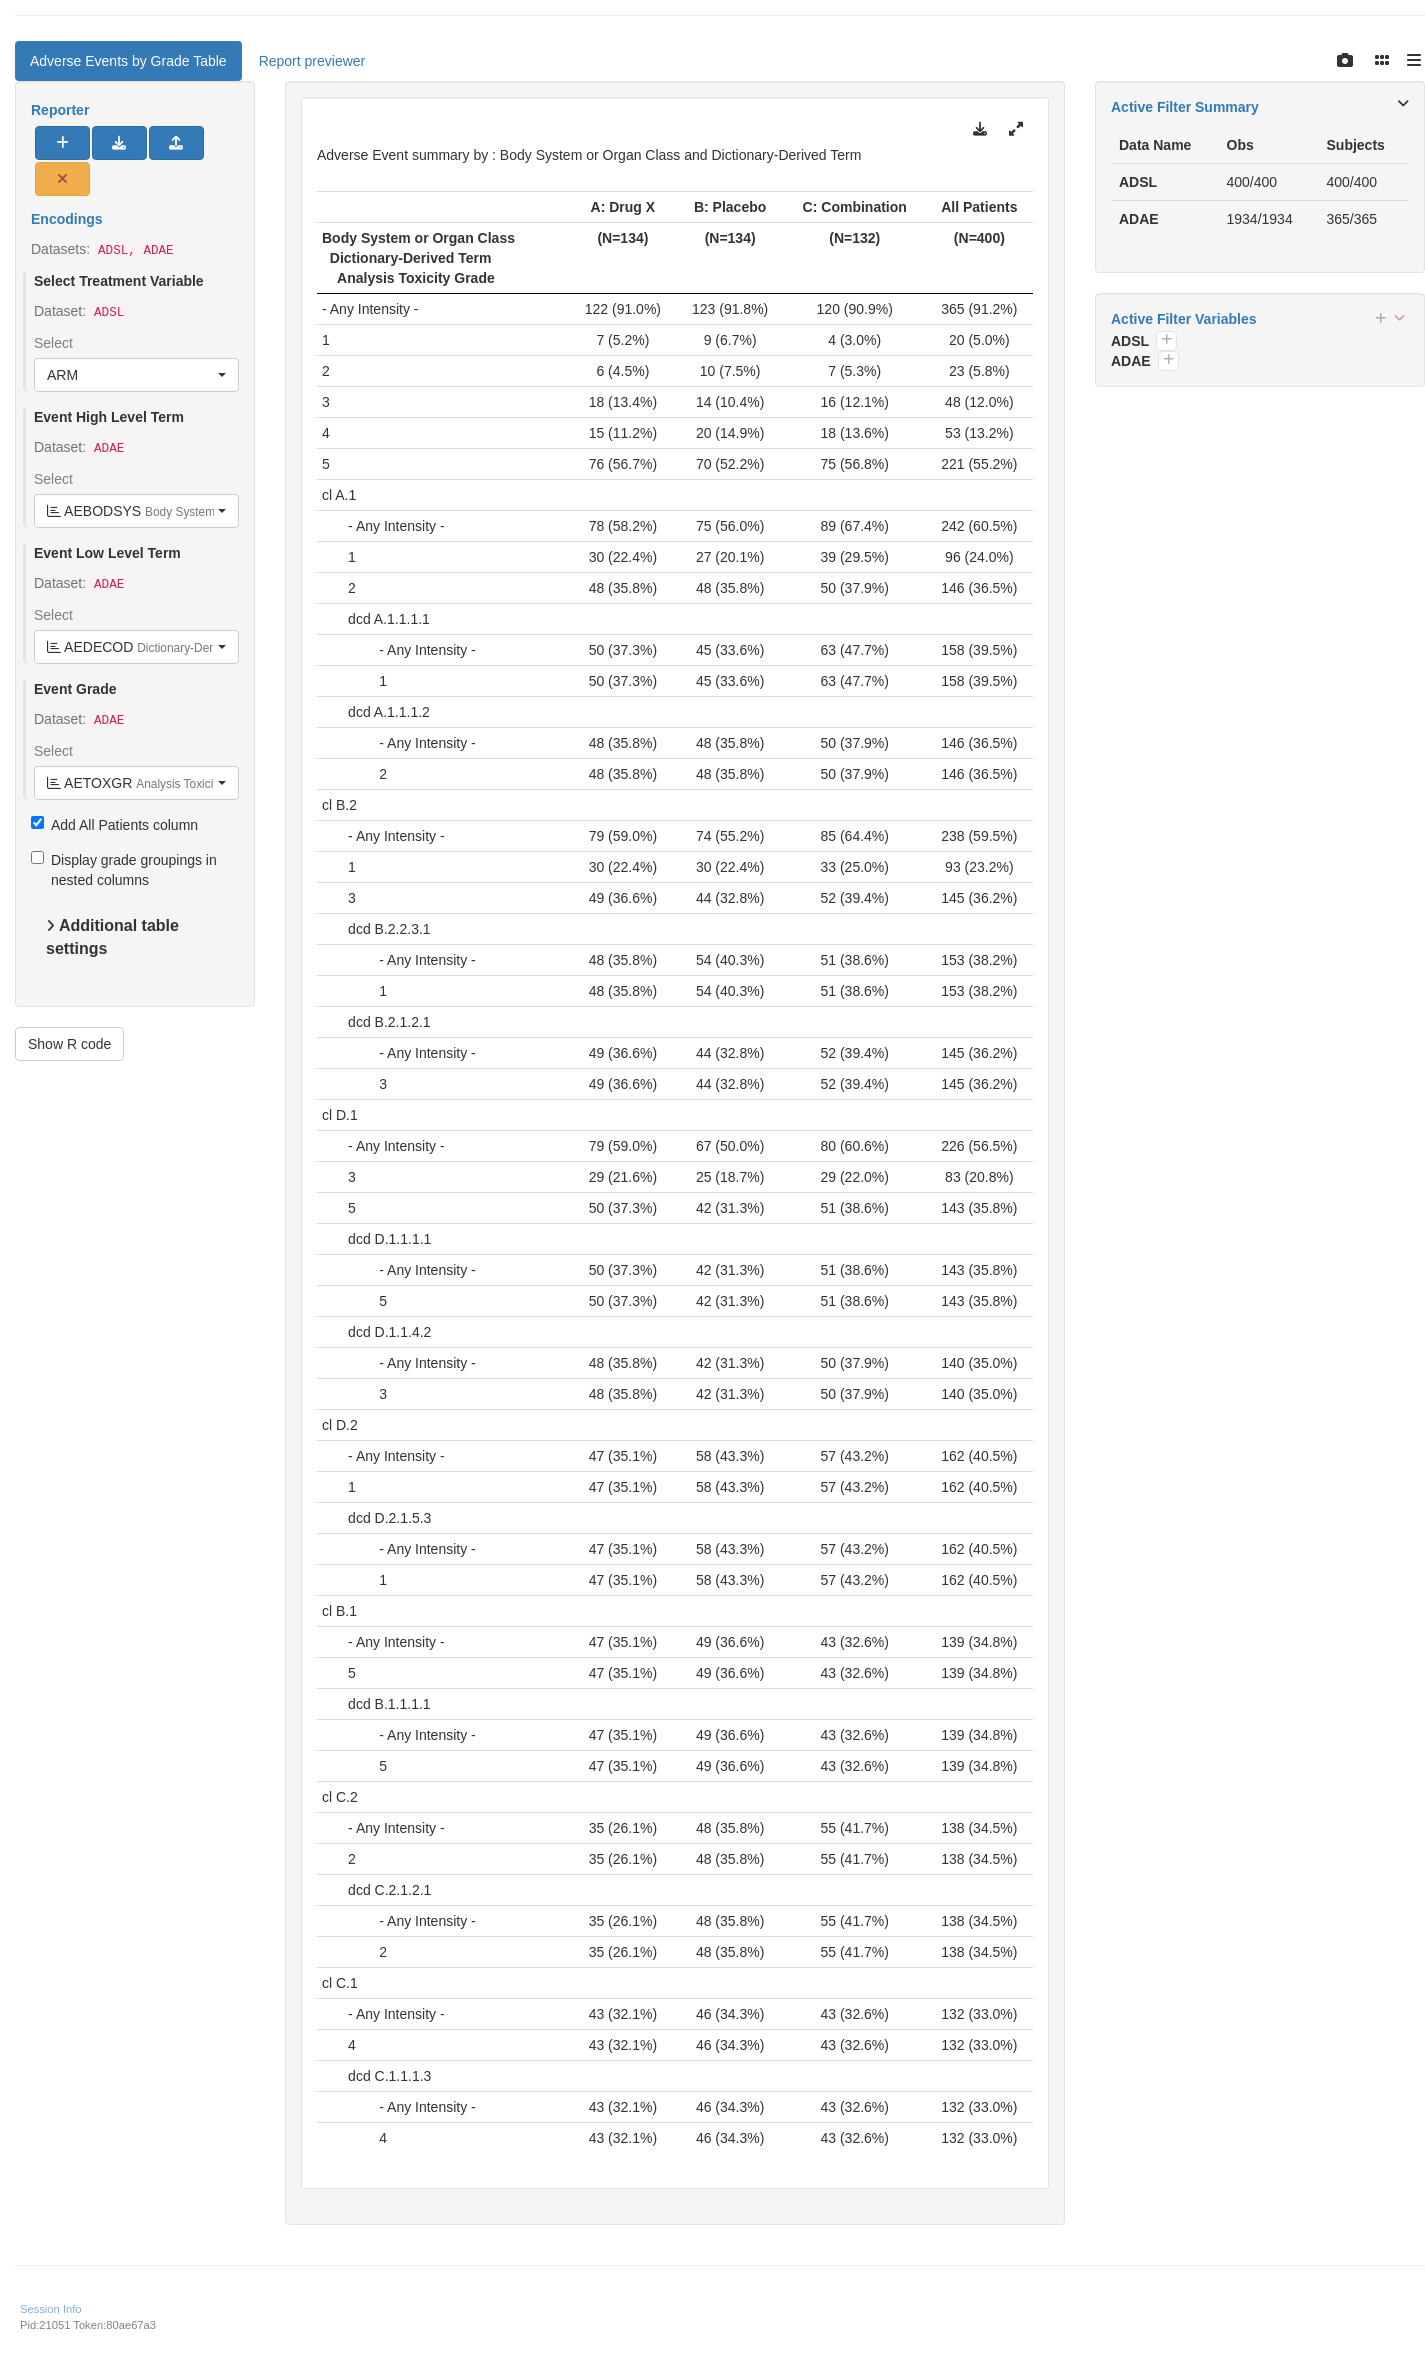 Adverse Events by Grade Table Report previewer
Reporter
Encodings
Datasets: ADSL, ADAE
Select Treatment Variable
Dataset: ADSL
Select
ARM
Event High Level Term
Dataset: ADAE
Select
AEBODSYS Body System
Event Low Level Term
Dataset: ADAE
Select
AEDECOD Dictionary-Der
Event Grade
Dataset: ADAE
Select
AETOXGR Analysis Toxici
Add All Patients column
Display grade groupings in
nested columns
Additional table
settings
Show R code
Adverse Event summary by : Body System or Organ Class and Dictionary-Derived Term
A: Drug X B: Placebo C: Combination All Patients
Body System or Organ Class (N=134) (N=134) (N=132) (N=400)
Dictionary-Derived Term
Analysis Toxicity Grade
- Any Intensity - 122 (91.0%) 123 (91.8%) 120 (90.9%) 365 (91.2%)
1 7 (5.2%) 9 (6.7%) 4 (3.0%) 20 (5.0%)
2 6 (4.5%) 10 (7.5%) 7 (5.3%) 23 (5.8%)
3 18 (13.4%) 14 (10.4%) 16 (12.1%) 48 (12.0%)
4 15 (11.2%) 20 (14.9%) 18 (13.6%) 53 (13.2%)
5 76 (56.7%) 70 (52.2%) 75 (56.8%) 221 (55.2%)
cl A.1
- Any Intensity - 78 (58.2%) 75 (56.0%) 89 (67.4%) 242 (60.5%)
1 30 (22.4%) 27 (20.1%) 39 (29.5%) 96 (24.0%)
2 48 (35.8%) 48 (35.8%) 50 (37.9%) 146 (36.5%)
dcd A.1.1.1.1
- Any Intensity - 50 (37.3%) 45 (33.6%) 63 (47.7%) 158 (39.5%)
1 50 (37.3%) 45 (33.6%) 63 (47.7%) 158 (39.5%)
dcd A.1.1.1.2
- Any Intensity - 48 (35.8%) 48 (35.8%) 50 (37.9%) 146 (36.5%)
2 48 (35.8%) 48 (35.8%) 50 (37.9%) 146 (36.5%)
cl B.2
- Any Intensity - 79 (59.0%) 74 (55.2%) 85 (64.4%) 238 (59.5%)
1 30 (22.4%) 30 (22.4%) 33 (25.0%) 93 (23.2%)
3 49 (36.6%) 44 (32.8%) 52 (39.4%) 145 (36.2%)
dcd B.2.2.3.1
- Any Intensity - 48 (35.8%) 54 (40.3%) 51 (38.6%) 153 (38.2%)
1 48 (35.8%) 54 (40.3%) 51 (38.6%) 153 (38.2%)
dcd B.2.1.2.1
- Any Intensity - 49 (36.6%) 44 (32.8%) 52 (39.4%) 145 (36.2%)
3 49 (36.6%) 44 (32.8%) 52 (39.4%) 145 (36.2%)
cl D.1
- Any Intensity - 79 (59.0%) 67 (50.0%) 80 (60.6%) 226 (56.5%)
3 29 (21.6%) 25 (18.7%) 29 (22.0%) 83 (20.8%)
5 50 (37.3%) 42 (31.3%) 51 (38.6%) 143 (35.8%)
dcd D.1.1.1.1
- Any Intensity - 50 (37.3%) 42 (31.3%) 51 (38.6%) 143 (35.8%)
5 50 (37.3%) 42 (31.3%) 51 (38.6%) 143 (35.8%)
dcd D.1.1.4.2
- Any Intensity - 48 (35.8%) 42 (31.3%) 50 (37.9%) 140 (35.0%)
3 48 (35.8%) 42 (31.3%) 50 (37.9%) 140 (35.0%)
cl D.2
- Any Intensity - 47 (35.1%) 58 (43.3%) 57 (43.2%) 162 (40.5%)
1 47 (35.1%) 58 (43.3%) 57 (43.2%) 162 (40.5%)
dcd D.2.1.5.3
- Any Intensity - 47 (35.1%) 58 (43.3%) 57 (43.2%) 162 (40.5%)
1 47 (35.1%) 58 (43.3%) 57 (43.2%) 162 (40.5%)
cl B.1
- Any Intensity - 47 (35.1%) 49 (36.6%) 43 (32.6%) 139 (34.8%)
5 47 (35.1%) 49 (36.6%) 43 (32.6%) 139 (34.8%)
dcd B.1.1.1.1
- Any Intensity - 47 (35.1%) 49 (36.6%) 43 (32.6%) 139 (34.8%)
5 47 (35.1%) 49 (36.6%) 43 (32.6%) 139 (34.8%)
cl C.2
- Any Intensity - 35 (26.1%) 48 (35.8%) 55 (41.7%) 138 (34.5%)
2 35 (26.1%) 48 (35.8%) 55 (41.7%) 138 (34.5%)
dcd C.2.1.2.1
- Any Intensity - 35 (26.1%) 48 (35.8%) 55 (41.7%) 138 (34.5%)
2 35 (26.1%) 48 (35.8%) 55 (41.7%) 138 (34.5%)
cl C.1
- Any Intensity - 43 (32.1%) 46 (34.3%) 43 (32.6%) 132 (33.0%)
4 43 (32.1%) 46 (34.3%) 43 (32.6%) 132 (33.0%)
dcd C.1.1.1.3
- Any Intensity - 43 (32.1%) 46 (34.3%) 43 (32.6%) 132 (33.0%)
4 43 (32.1%) 46 (34.3%) 43 (32.6%) 132 (33.0%)
Active Filter Summary
Data Name Obs Subjects
ADSL 400/400 400/400
ADAE 1934/1934 365/365
Active Filter Variables
ADSL
ADAE
Session Info
Pid:21051 Token:80ae67a3